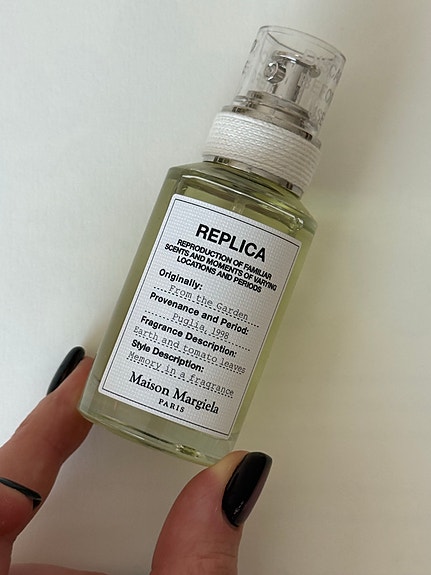 REPLICA
REPRODUCTION OF FAMILIAR
SCENTS AND MOMENTS OF VARYING
LOCATIONS AND PERIODS
Originally:
From the Garden
Provenance and Period:
Puglia, 1998
Fragrance Description:
Earth and tomato leaves
Style Description:
Memory in a fragrance
Maison Margiela
PARIS